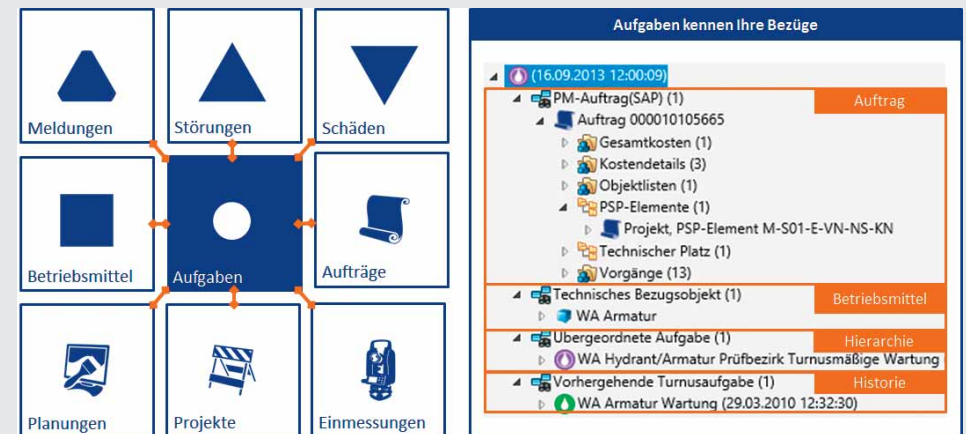 Meldungen
Störungen
Schäden
Betriebsmittel
Aufgaben
Aufträge
Planungen
Projekte
Einmessungen
Aufgaben kennen Ihre Bezüge
(16.09.2013 12:00:09)
PM-Auftrag(SAP) (1)
Auftrag
Auftrag 000010105665
Gesamtkosten (1)
Kostendetails (3)
Objektlisten (1)
PSP-Elemente (1)
Projekt, PSP-Element M-S01-E-VN-NS-KN
Technischer Platz (1)
Vorgänge (13)
Technisches Bezugsobjekt (1)
Betriebsmittel
WA Armatur
Übergeordnete Aufgabe (1)
Hierarchie
WA Hydrant/Armatur Prüfbezirk Turnusmäßige Wartung
Vorhergehende Turnusaufgabe (1)
Historie
WA Armatur Wartung (29.03.2010 12:32:30)